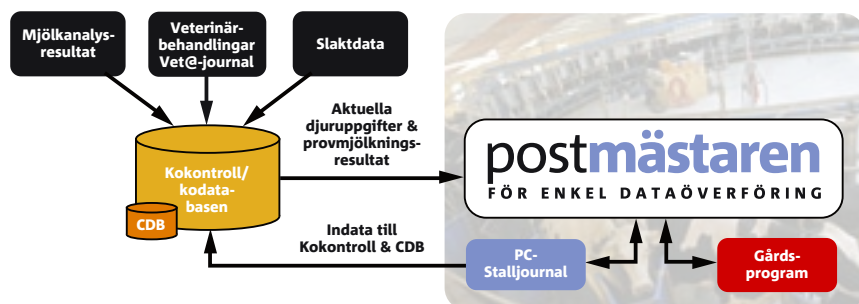 Mjölkanalys-
resultat
Veterinär-
behandlingar
Vet@-journal
Slaktdata
Aktuella
djuruppgifter &
provmjölknings-
resultat
Kokontroll/
kodata-
basen
CDB
postmästaren
FÖR ENKEL DATAÖVERFÖRING
Indata till
Kokontroll & CDB
PC-
Stalljournal
Gårds-
program